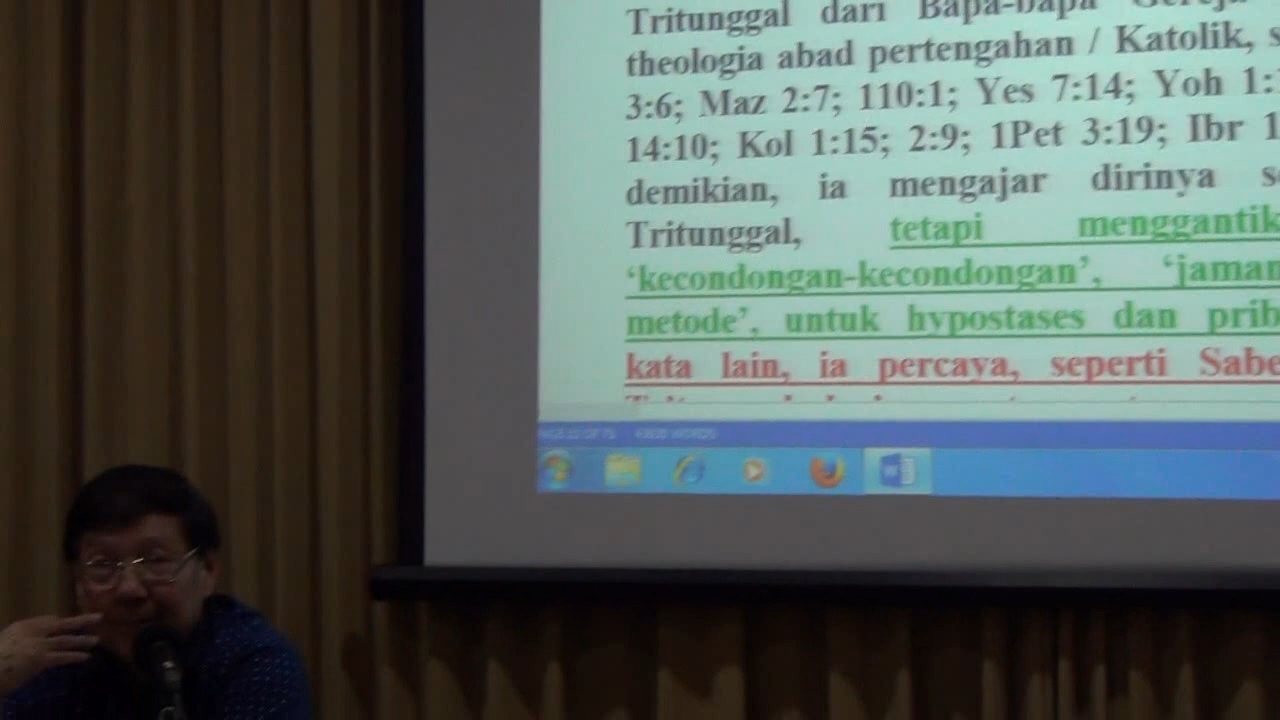 Tritunggal dari Bapa-bapa Gereja
theologia abad pertengahan / Katolik,
3:6; Maz 2:7; 110:1; Yes 7:14; Yoh
14:10; Kol 1:15; 2:9; 1Pet 3:19; Ibr
demikian, ia mengajar dirinya
Tritunggal, tetapi menggantik
‘kecondongan-kecondongan’, ‘jaman
metode’, untuk hypostases dan prib
kata lain, ia percaya, seperti Sabe